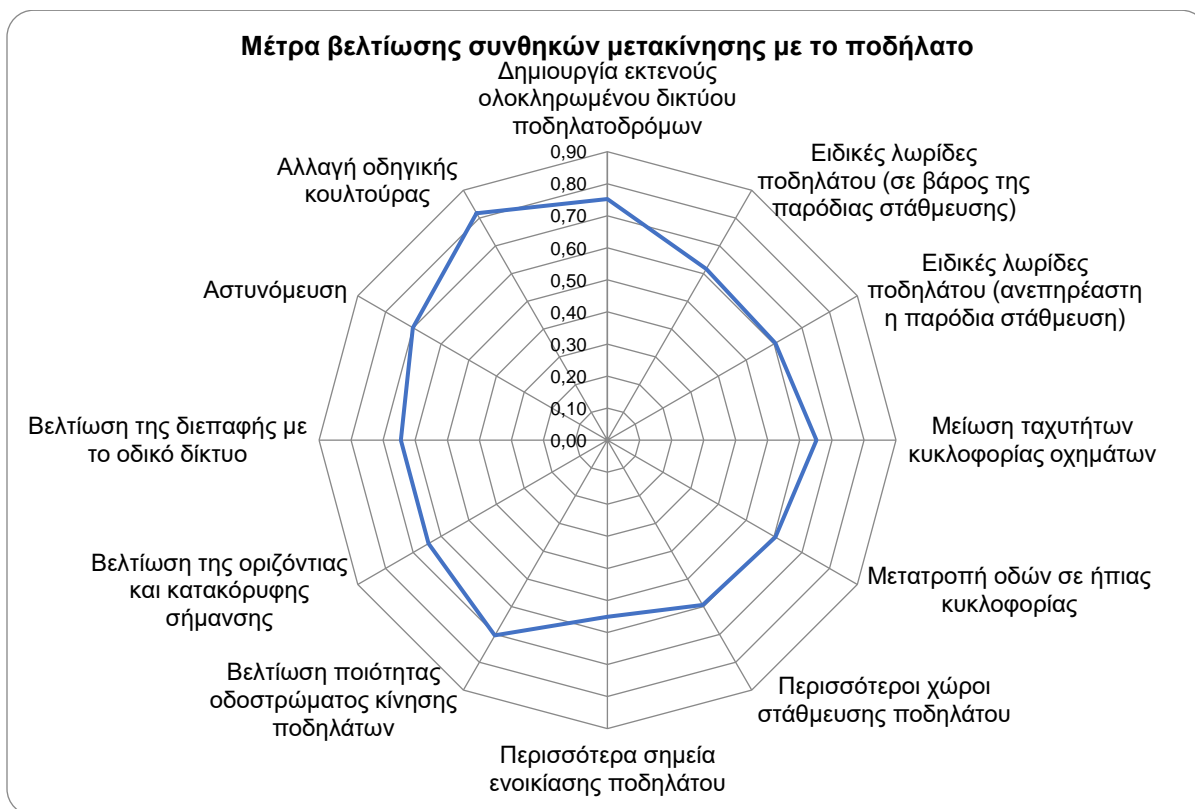 Μέτρα βελτίωσης συνθηκών μετακίνησης με το ποδήλατο
Δημιουργία εκτενούς
ολοκληρωμένου δικτύου
ποδηλατοδρόμων
Ειδικές λωρίδες
ποδηλάτου (σε βάρος της
παρόδιας στάθμευσης)
Ειδικές λωρίδες
ποδηλάτου (ανεπηρέαστη
η παρόδια στάθμευση)
Μείωση ταχυτήτων
κυκλοφορίας οχημάτων
Μετατροπή οδών σε ήπιας
κυκλοφορίας
Περισσότεροι χώροι
στάθμευσης ποδηλάτου
Περισσότερα σημεία
ενοικίασης ποδηλάτου
Βελτίωση ποιότητας
οδοστρώματος κίνησης
ποδηλάτων
Βελτίωση της οριζόντιας
και κατακόρυφης
σήμανσης
Βελτίωση της διεπαφής με
το οδικό δίκτυο
Αστυνόμευση
Αλλαγή οδηγικής
κουλτούρας
0,90
0,80
0,70
0,60
0,50
0,40
0,30
0,20
0,10
0,00